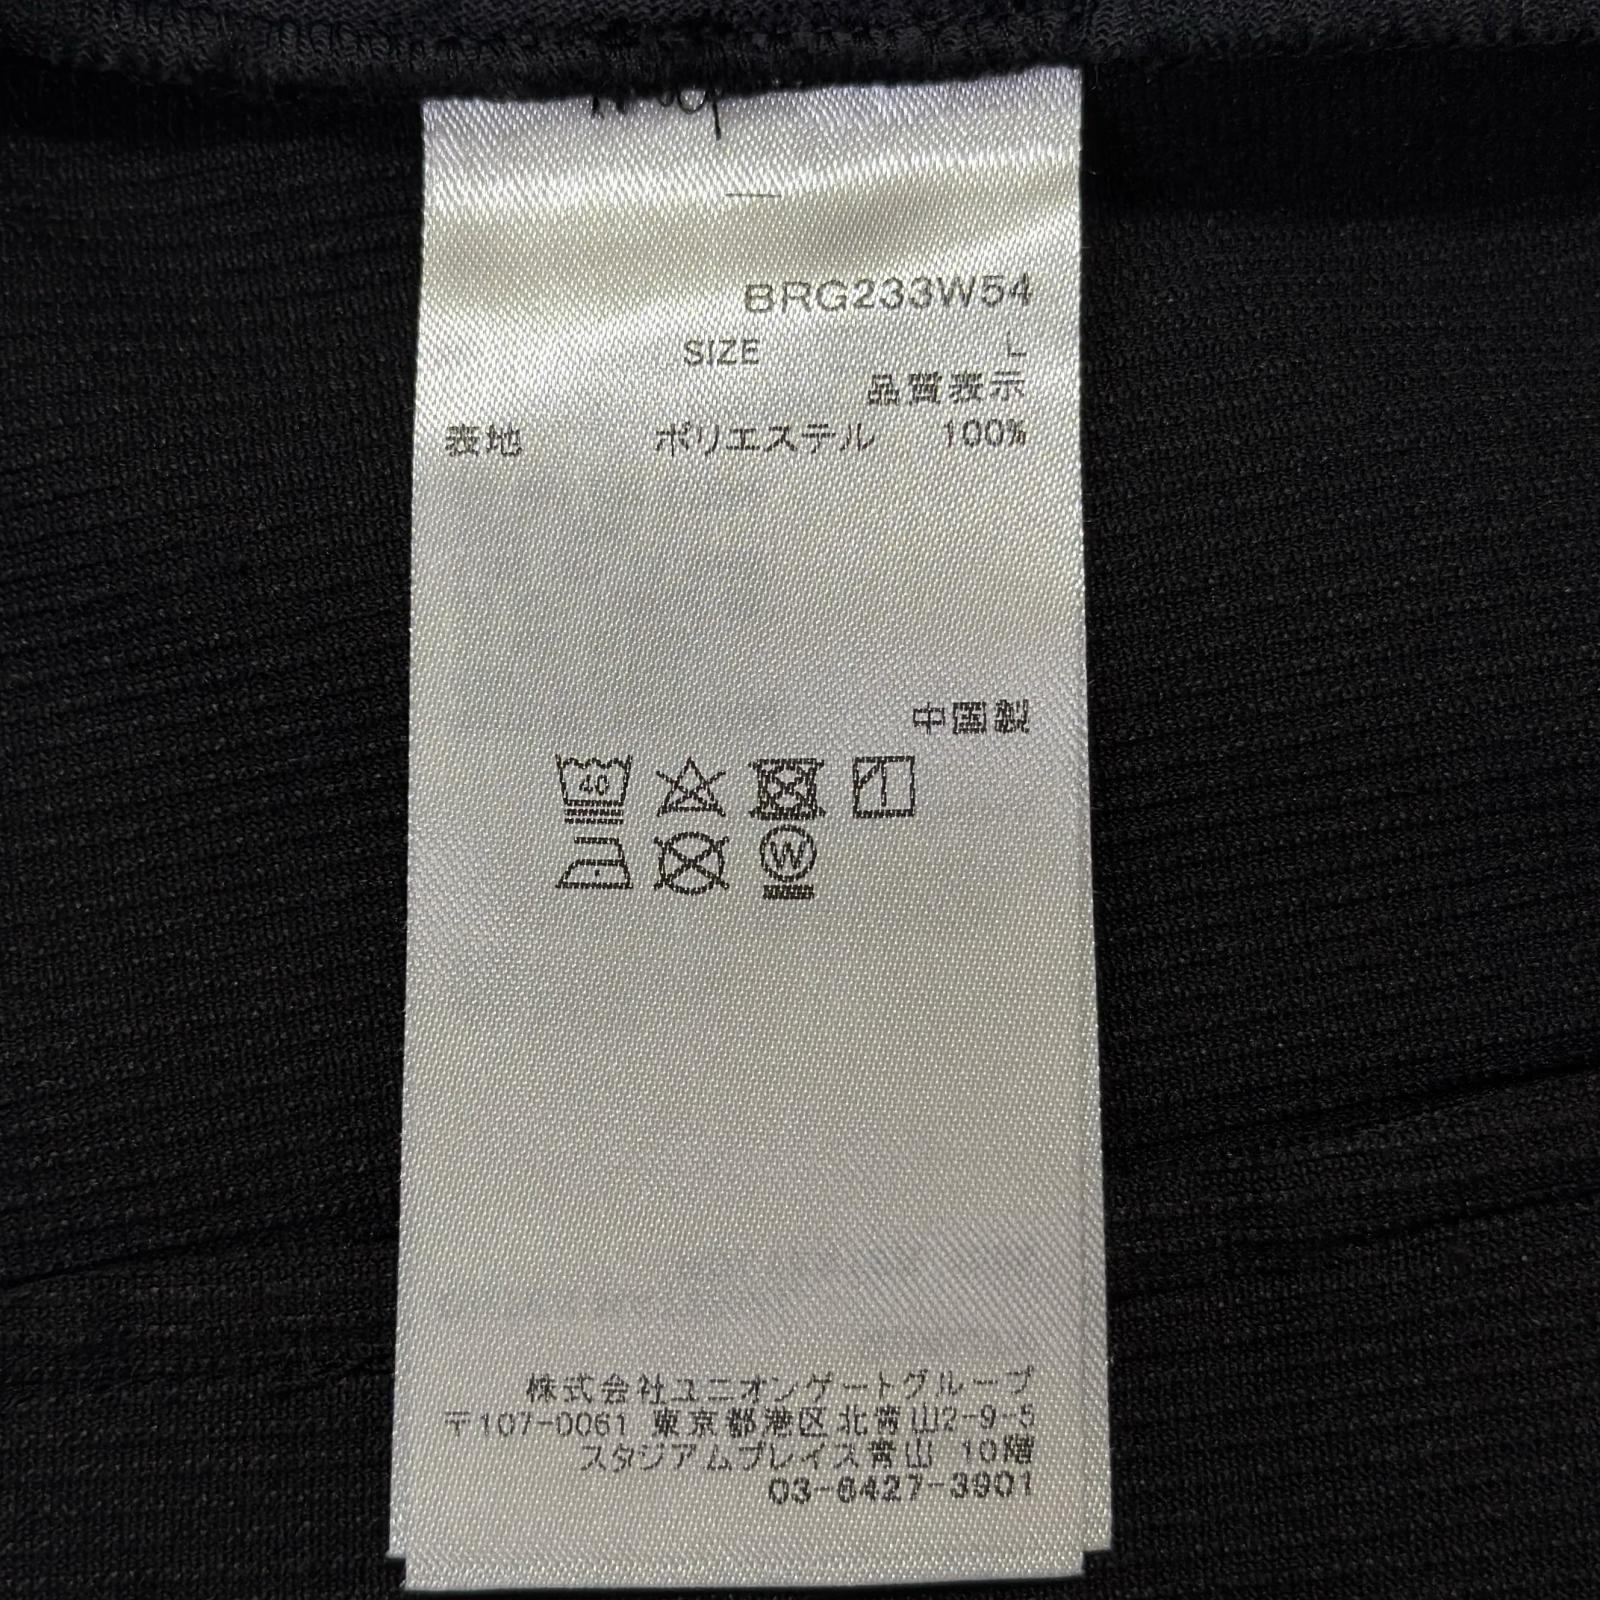 BRG233W54
SIZE L
品質表示
表地 ポリエステル 100%
中国製
40
W
株式会社ユニオンゲートグループ
〒107-0061 東京都港区北青山2-9-5
スタジアムプレイス青山 10階
03-6427-3901